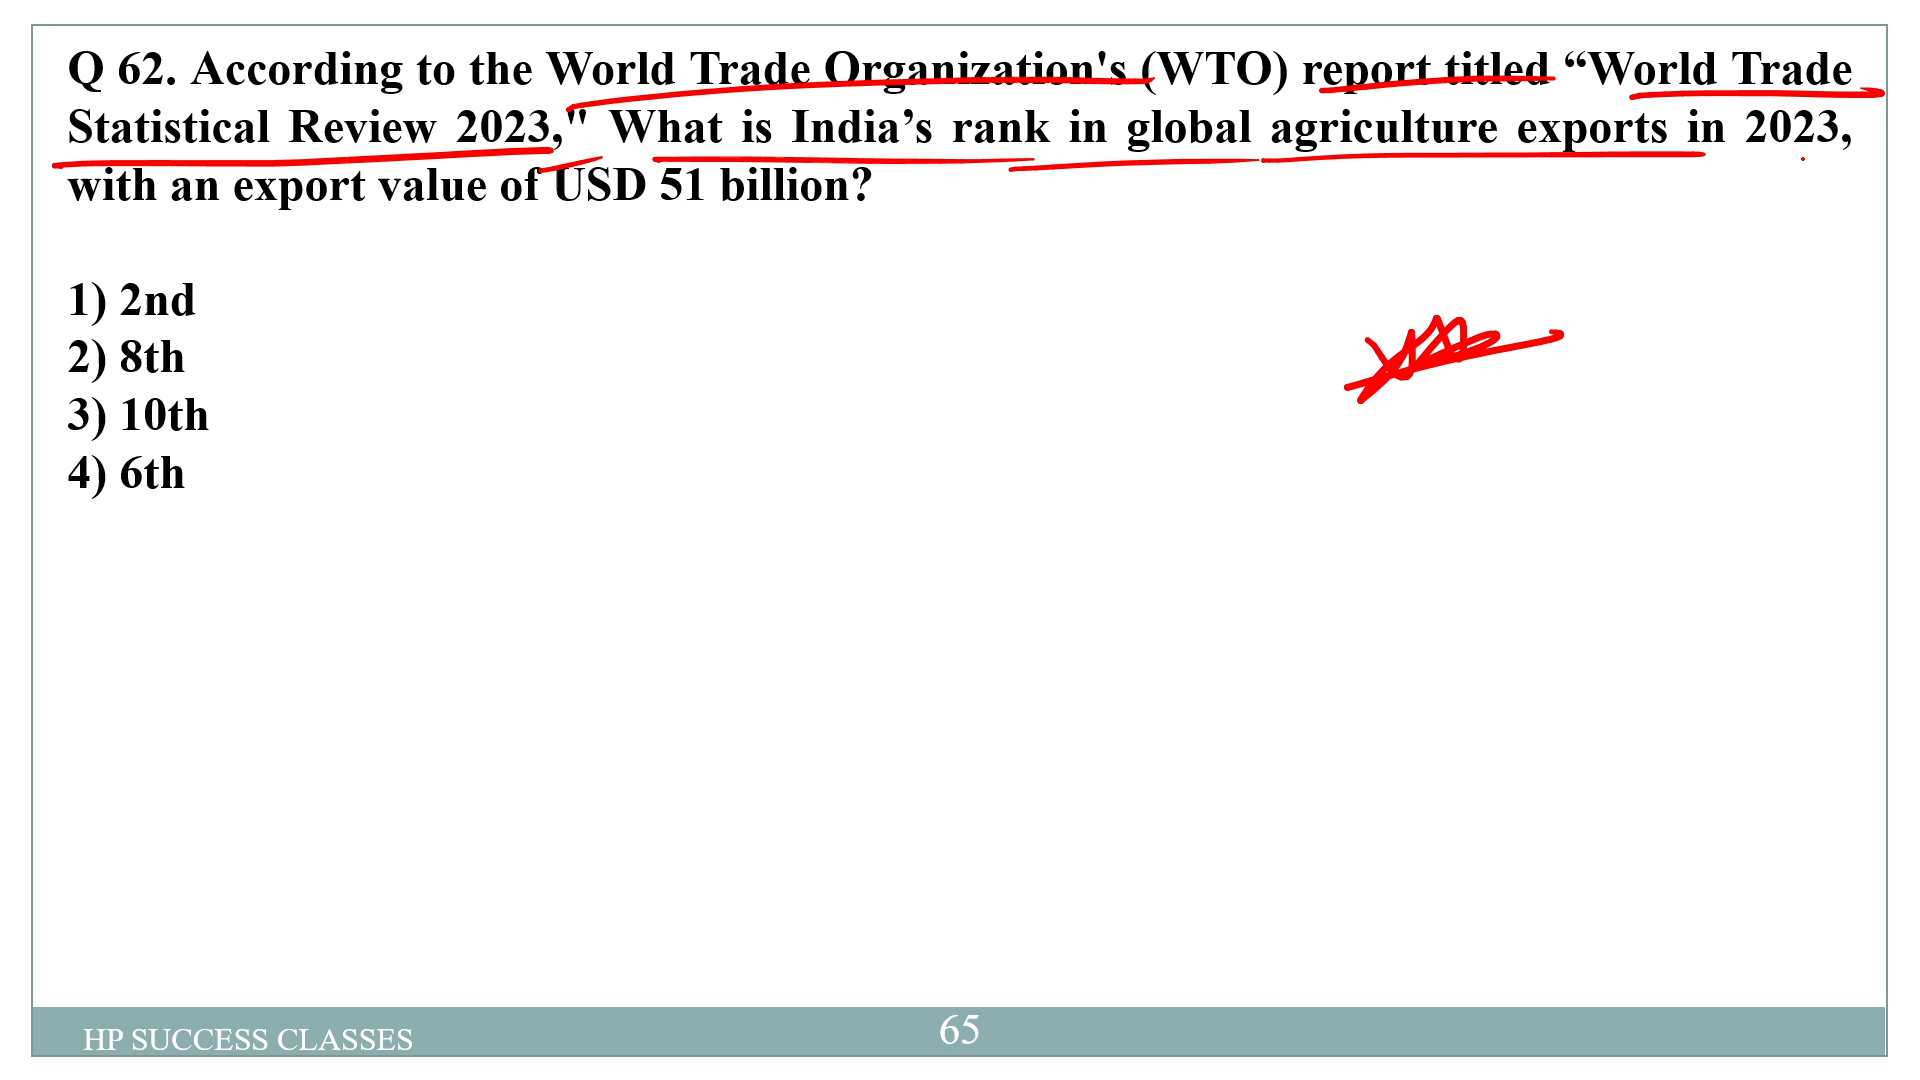 Q 62. According to the World Trade Organization's (WTO) report titled “World Trade
Statistical Review 2023," What is India’s rank in global agriculture exports in 2023,
with an export value of USD 51 billion?
1) 2nd
2) 8th
3) 10th
4) 6th
HP SUCCESS CLASSES
65